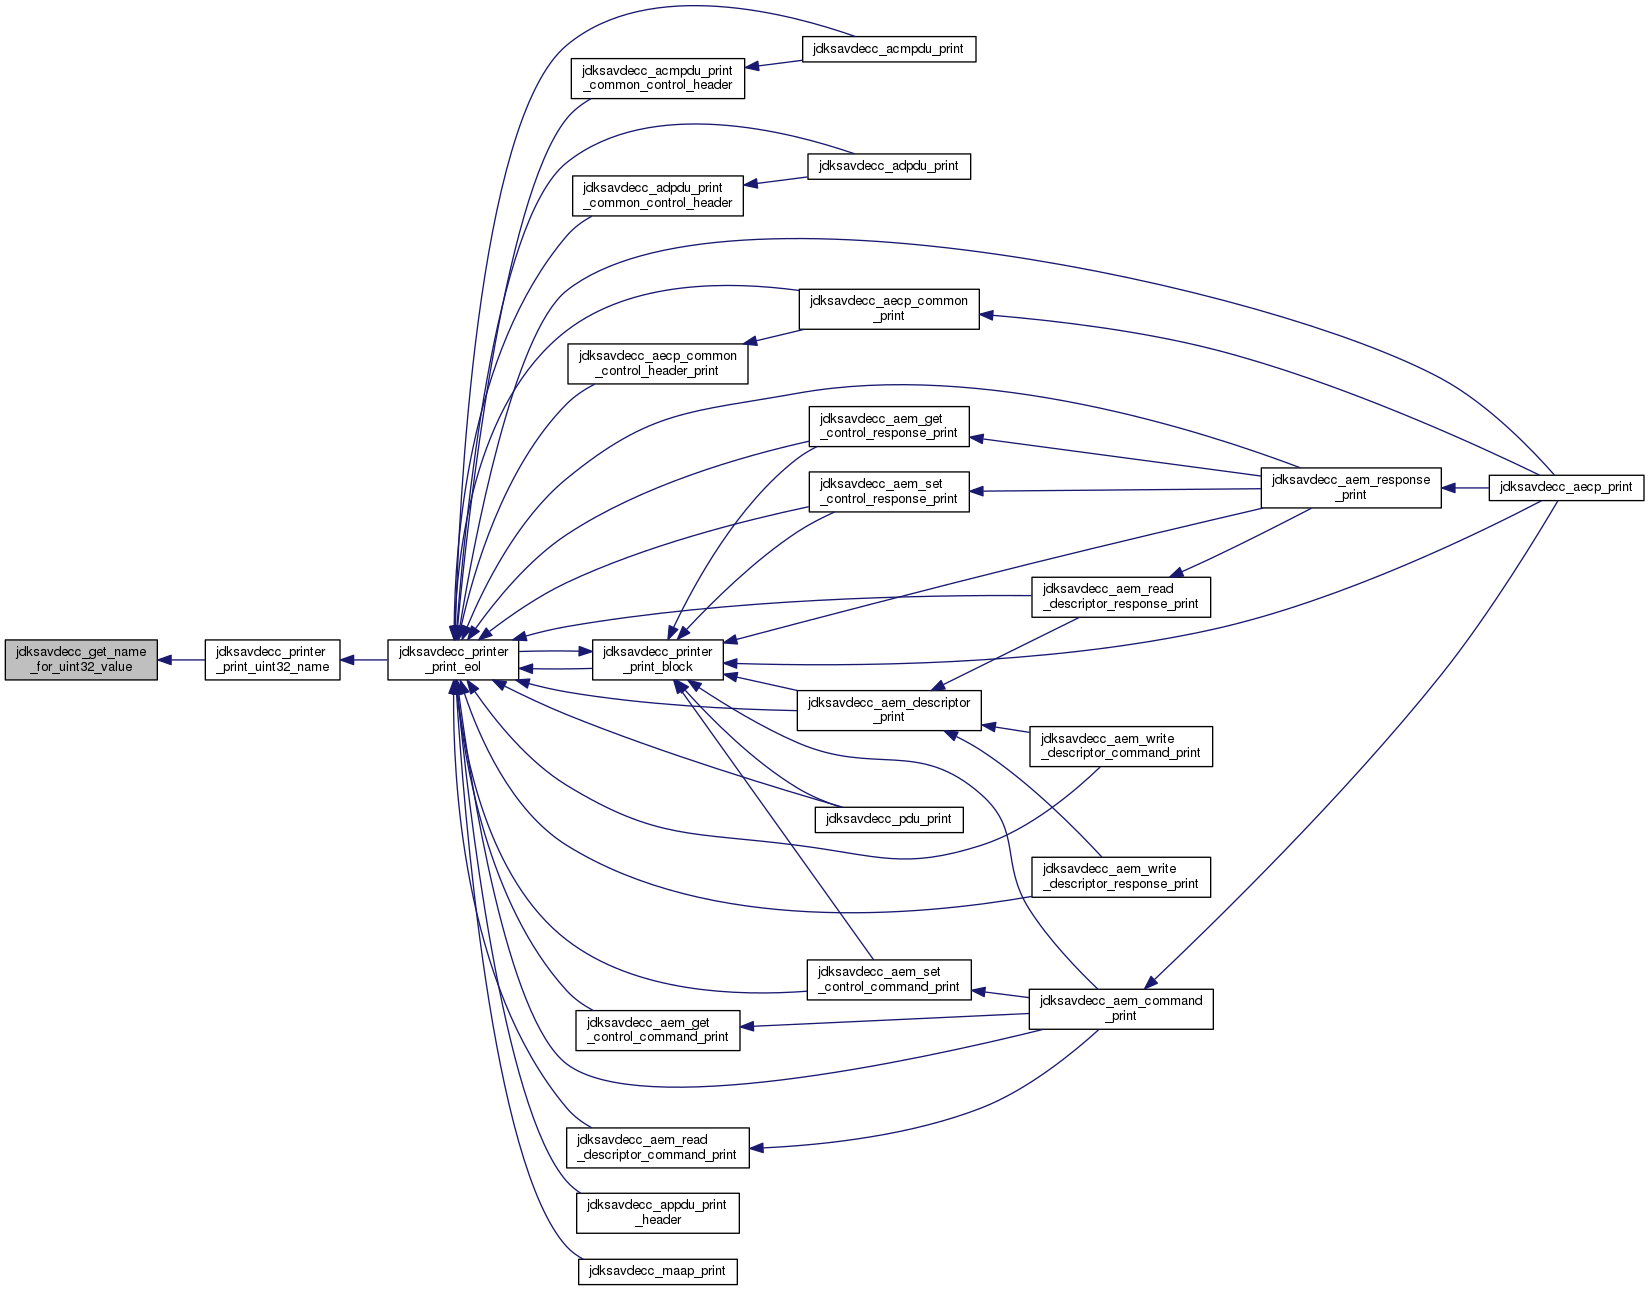 jdksavdecc_acmpdu_print
jdksavdecc_acmpdu_print
_common_control_header
jdksavdecc_adpdu_print
jdksavdecc_adpdu_print
_common_control_header
jdksavdecc_aecp_common
_print
jdksavdecc_aecp_common
_control_header_print
jdksavdecc_aem_get
_control_response_print
jdksavdecc_aem_set
_control_response_print
jdksavdecc_aem_response
_print
jdksavdecc_aecp_print
jdksavdecc_aem_read
_descriptor_response_print
jdksavdecc_get_name
_for_uint32_value
jdksavdecc_printer
_print_uint32_name
jdksavdecc_printer
_print_eol
jdksavdecc_printer
_print_block
jdksavdecc_aem_descriptor
_print
jdksavdecc_aem_write
_descriptor_command_print
jdksavdecc_pdu_print
jdksavdecc_aem_write
_descriptor_response_print
jdksavdecc_aem_set
_control_command_print
jdksavdecc_aem_command
_print
jdksavdecc_aem_get
_control_command_print
jdksavdecc_aem_read
_descriptor_command_print
jdksavdecc_appdu_print
_header
jdksavdecc_maap_print